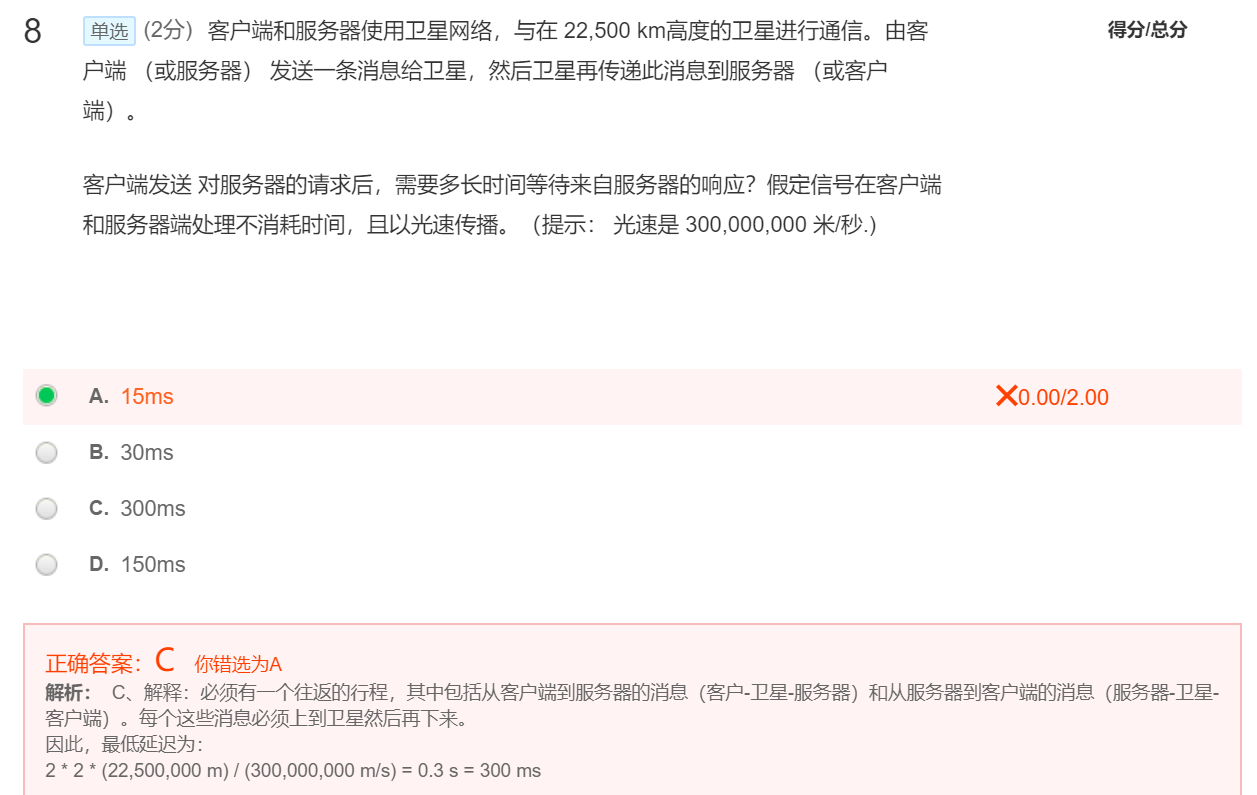 8 单选 (2分) 客户端和服务器使用卫星网络，与在 22,500 km高度的卫星进行通信。由客 得分/总分
户端 （或服务器） 发送一条消息给卫星，然后卫星再传递此消息到服务器 （或客户
端）。
客户端发送 对服务器的请求后，需要多长时间等待来自服务器的响应？假定信号在客户端
和服务器端处理不消耗时间，且以光速传播。（提示： 光速是 300,000,000 米/秒.)
A. 15ms 0.00/2.00
B. 30ms
C. 300ms
D. 150ms
正确答案：C 你错选为A
解析： C、解释：必须有一个往返的行程，其中包括从客户端到服务器的消息（客户-卫星-服务器）和从服务器到客户端的消息（服务器-卫星-
客户端）。每个这些消息必须上到卫星然后再下来。
因此，最低延迟为：
2 * 2 * (22,500,000 m) / (300,000,000 m/s) = 0.3 s = 300 ms